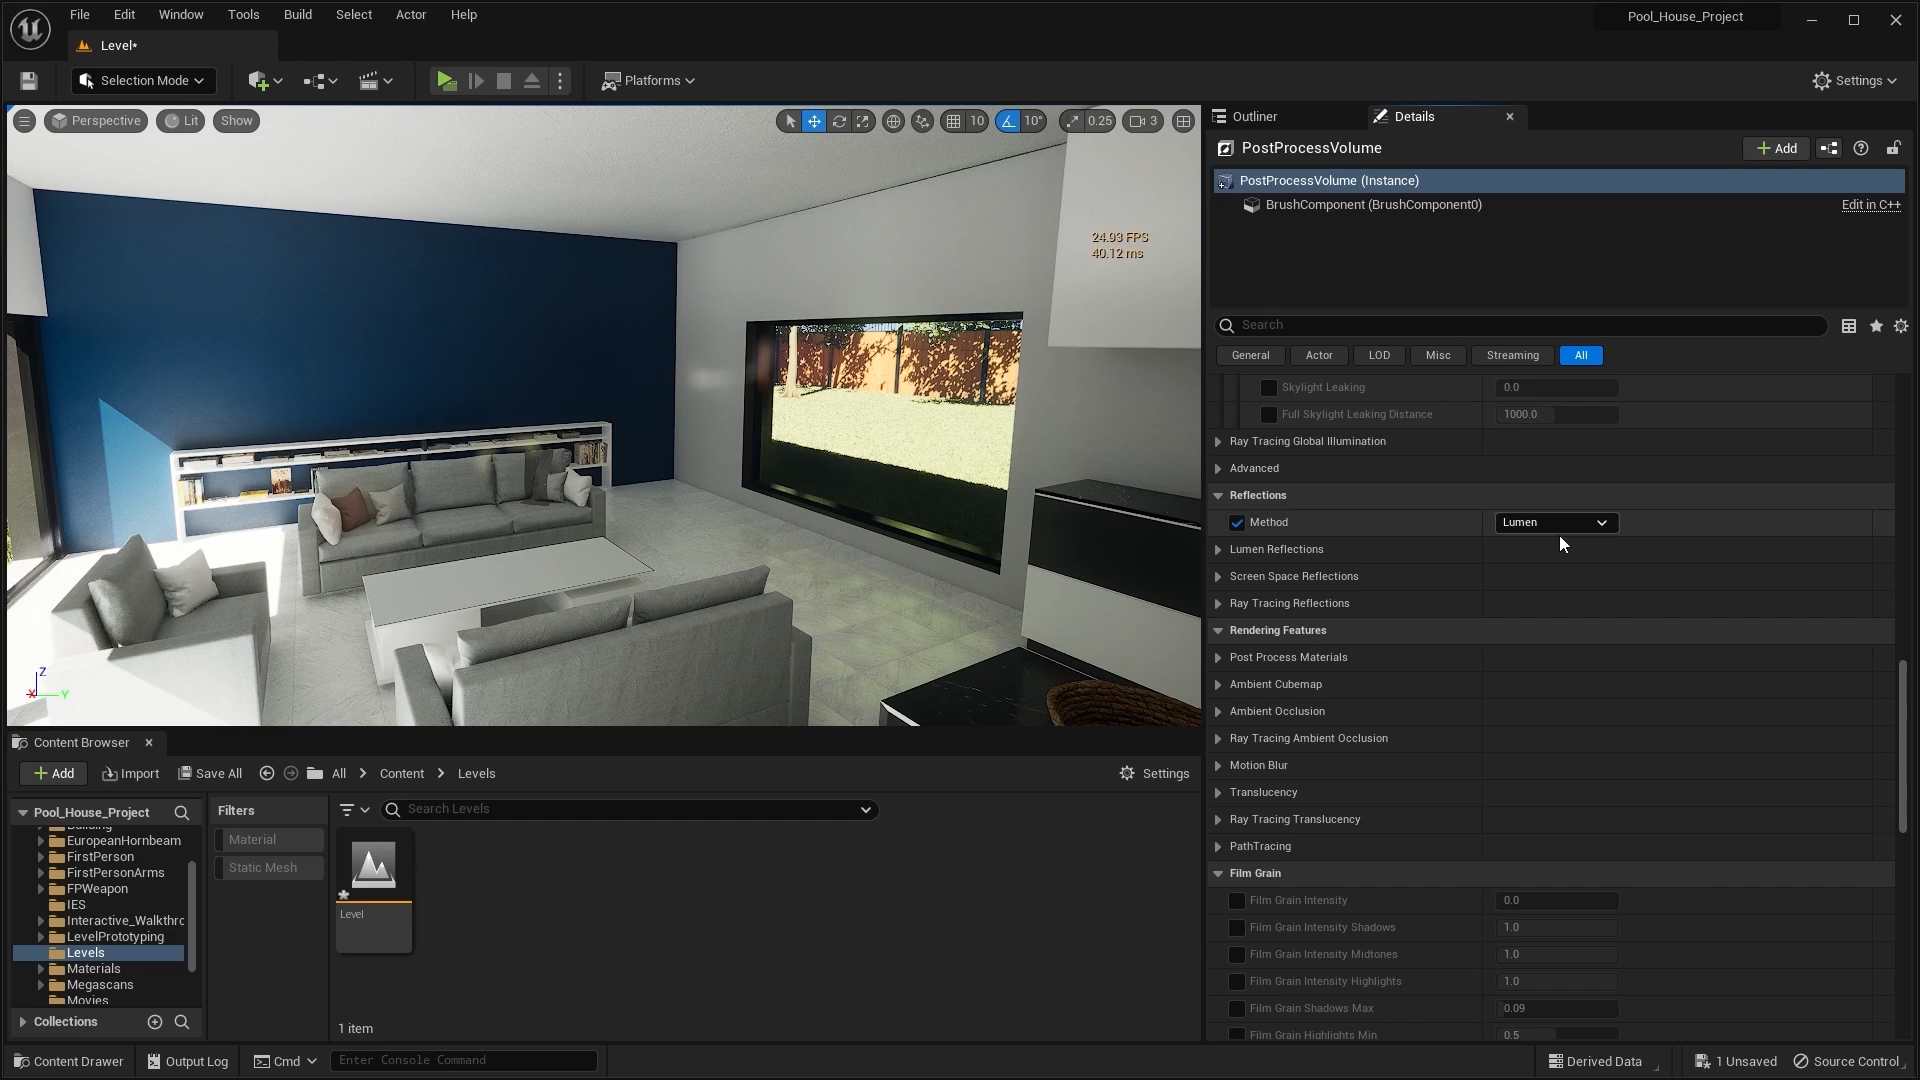 File Edit Window Tools Build Select Actor Help
Pool_House_Project
Level*
Selection Mode
Platforms
Settings
Perspective Lit Show
10 10° 0.25 3
24.93 FPS
40.12 ms
Z
X Y
Outliner Details
PostProcessVolume
Add
PostProcessVolume (Instance)
BrushComponent (BrushComponent0) Edit in C++
Search
General Actor LOD Misc Streaming All
Skylight Leaking 0.0
Full Skylight Leaking Distance 1000.0
Ray Tracing Global Illumination
Advanced
Reflections
Method Lumen
Lumen Reflections
Screen Space Reflections
Ray Tracing Reflections
Rendering Features
Post Process Materials
Ambient Cubemap
Ambient Occlusion
Ray Tracing Ambient Occlusion
Motion Blur
Translucency
Ray Tracing Translucency
PathTracing
Film Grain
Film Grain Intensity 0.0
Film Grain Intensity Shadows 1.0
Film Grain Intensity Midtones 1.0
Film Grain Intensity Highlights 1.0
Film Grain Shadows Max 0.09
Film Grain Highlights Min 0.5
Content Browser
Add Import Save All All Content Levels Settings
Pool_House_Project
Building
EuropeanHornbeam
FirstPerson
FirstPersonArms
FPWeapon
IES
Interactive_Walkthrc
LevelPrototyping
Levels
Materials
Megascans
Movies
Collections
Filters
Material
Static Mesh
Search Levels
Level
1 item
Content Drawer Output Log Cmd Enter Console Command Derived Data 1 Unsaved Source Control